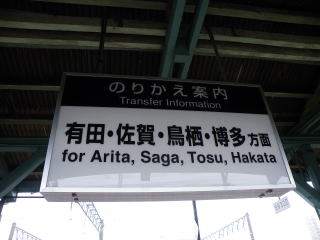 のりかえ案内
Transfer Information
有田・佐賀・鳥栖・博多方面
for Arita, Saga, Tosu, Hakata